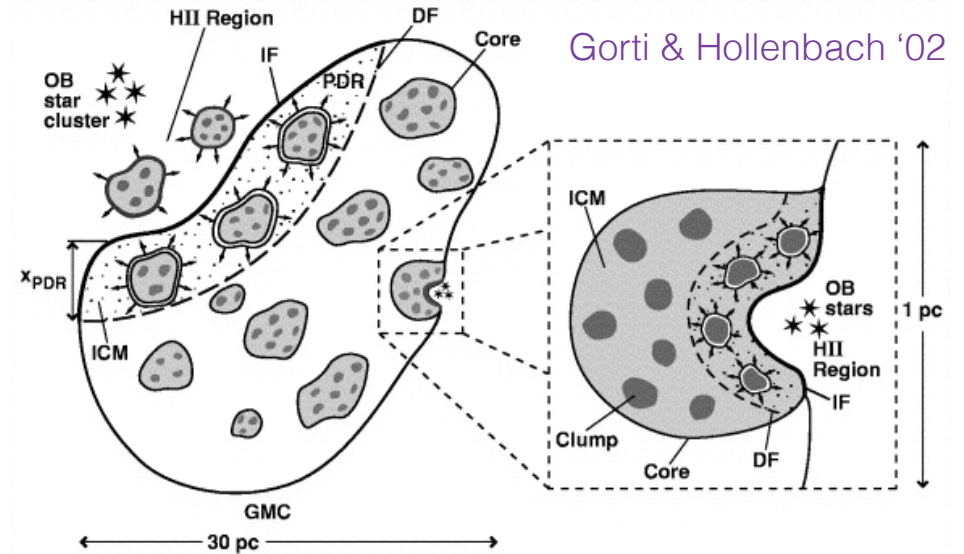 HII Region
DF
Core
IF
Gorti & Hollenbach ‘02
OB
star
cluster
PDR
xPDR
ICM
GMC
30 pc
ICM
OB
stars
HII
Region
IF
1 pc
Clump
Core
DF